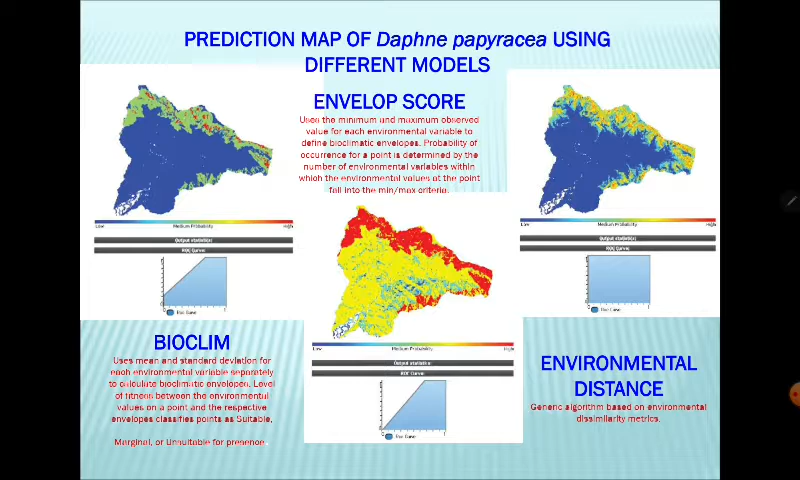 PREDICTION MAP OF Daphne papyracea USING
DIFFERENT MODELS
ENVELOP SCORE
Uses the minimum and maximum observed
value for each environmental variable to
define bioclimatic envelopes. Probability of
occurrence for a point is determined by the
number of environmental variables within
which the environmental values at the point
fall into the min/max criteria.
Low Medium Probability High
Output statistics
ROC Curve:
0 1
Roc Curve
Low Medium Probability High
Output statistics
ROC Curve:
0 1
Roc Curve
Low Medium Probability High
Output statistics
ROC Curve:
0 1
Roc Curve
BIOCLIM
Uses mean and standard deviation for
each environmental variable separately
to calculate bioclimatic envelopes. Level
of fitness between the environmental
values on a point and the respective
envelopes classifies points as Suitable,
Marginal, or Unsuitable for presence.
ENVIRONMENTAL
DISTANCE
Generic algorithm based on environmental
dissimilarity metrics.